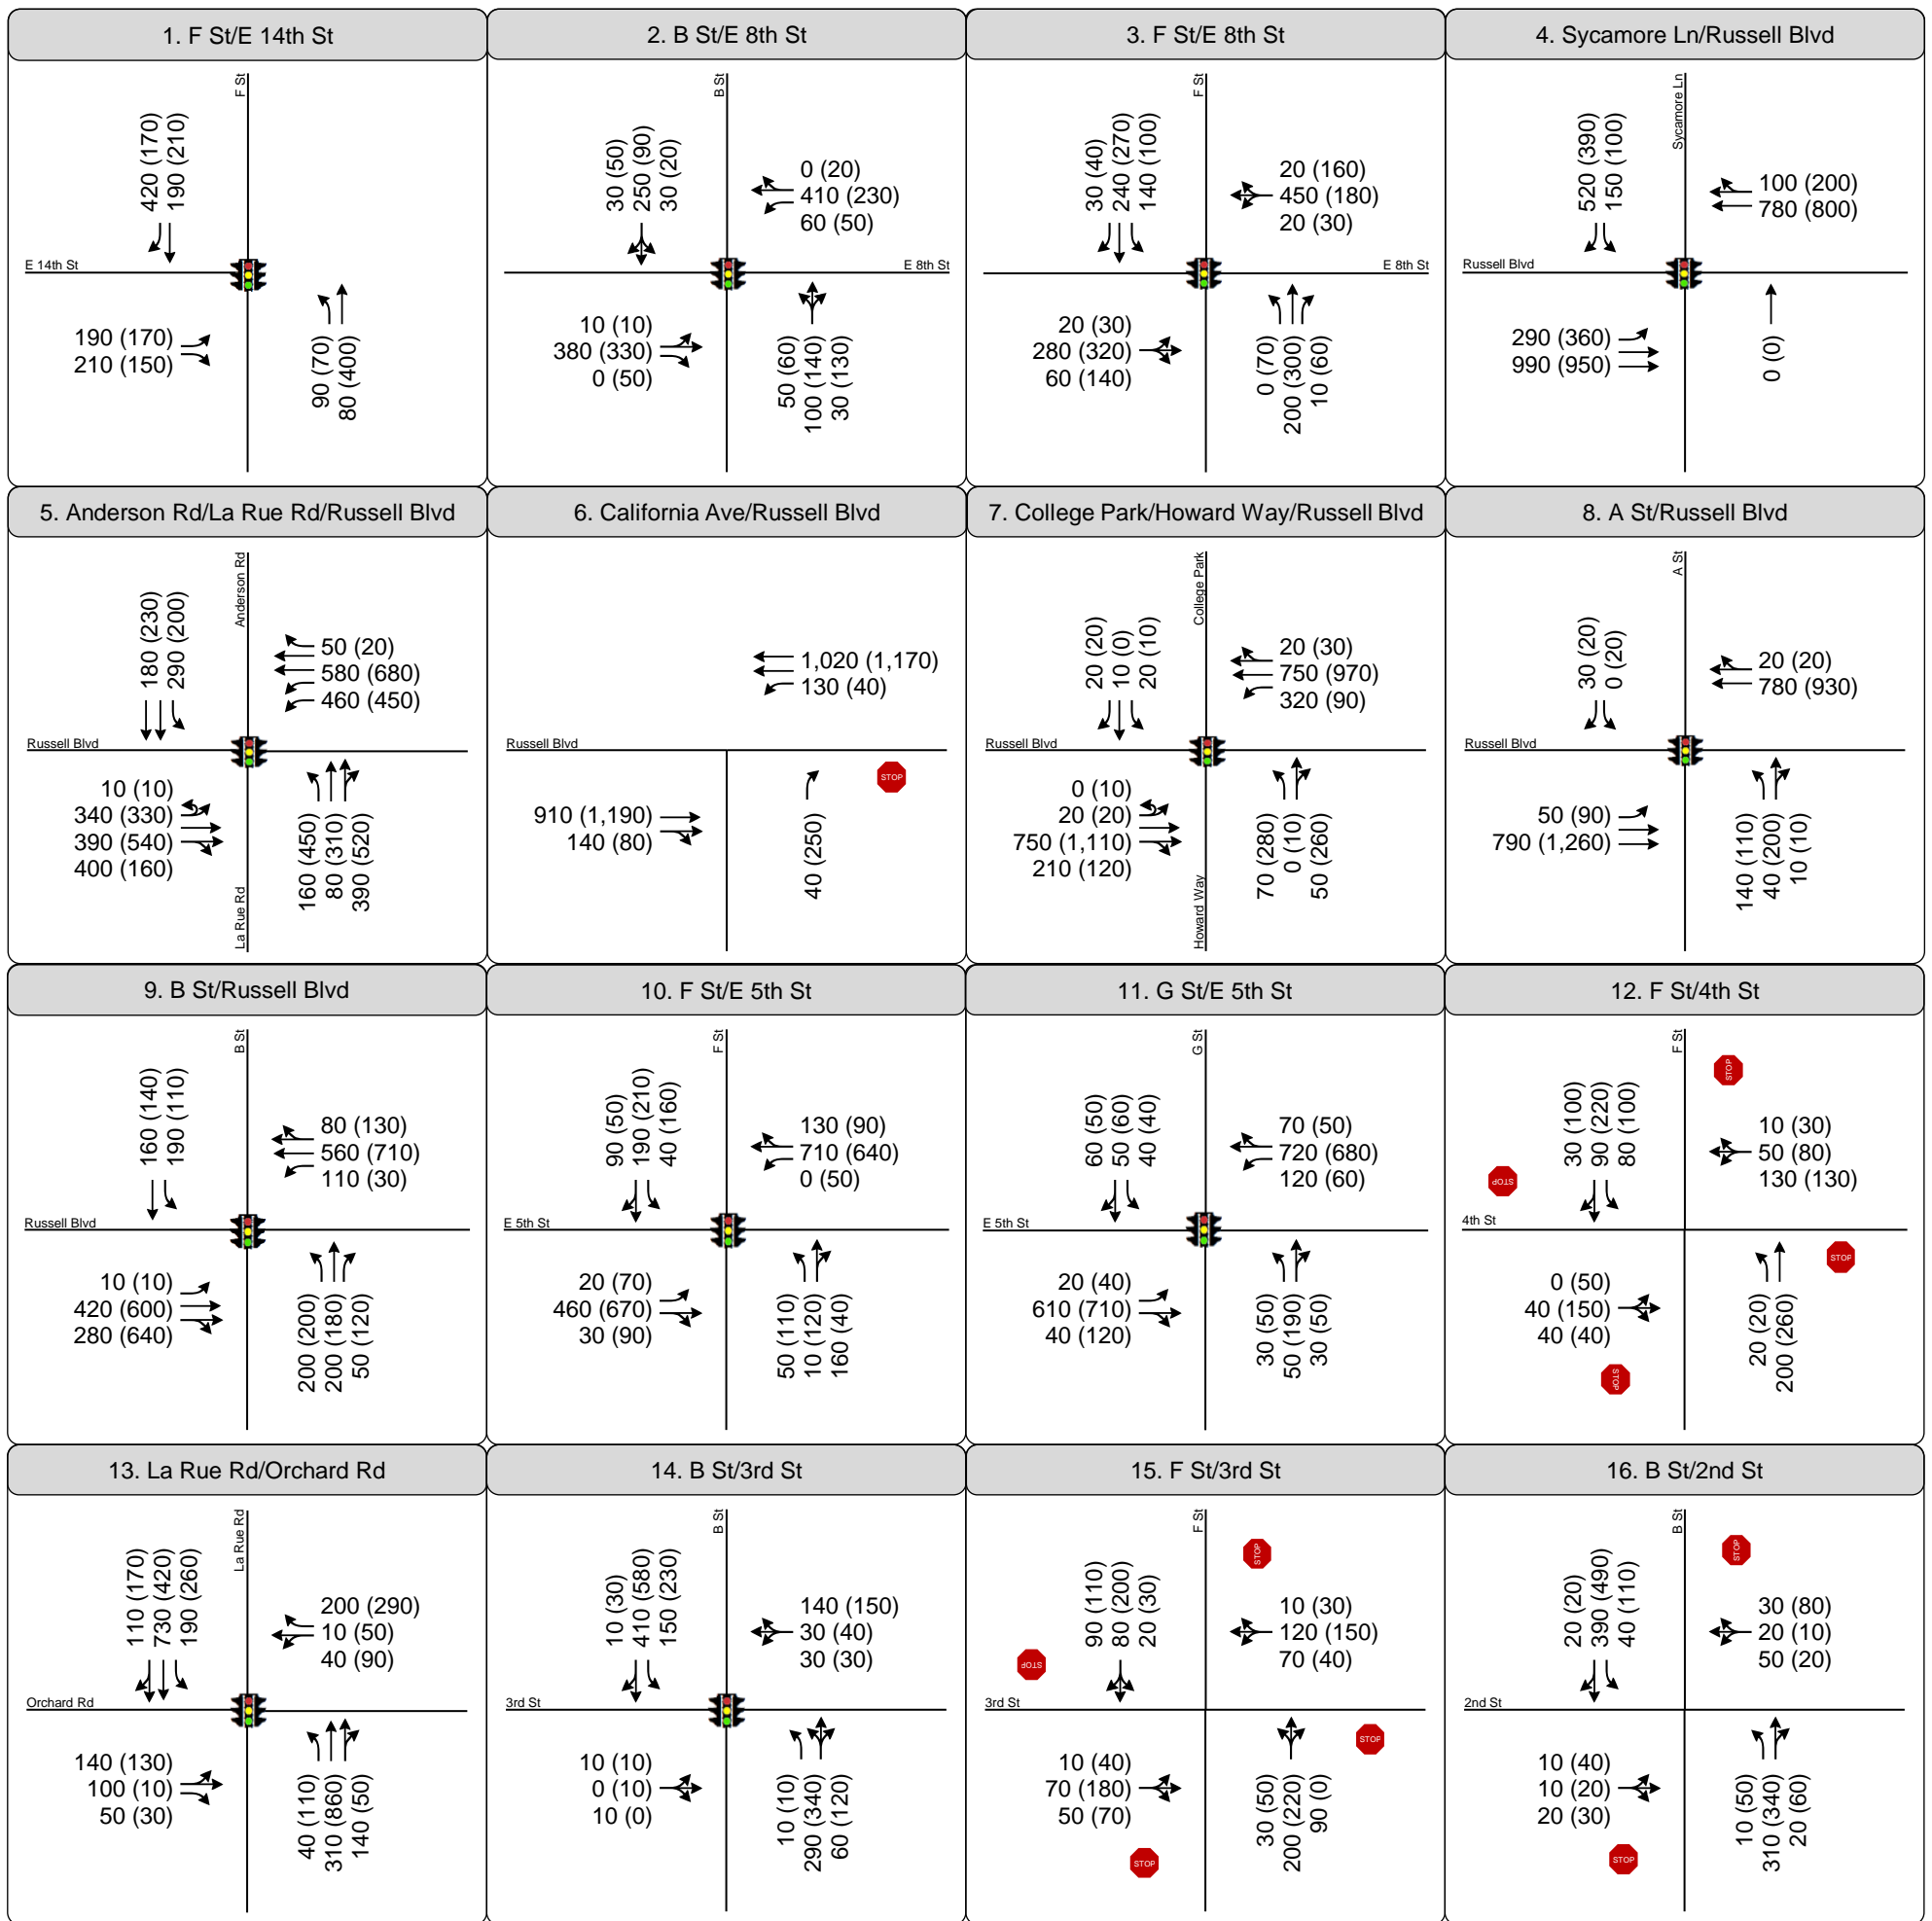 1. F St/E 14th St
F St
420 (170)
190 (210)
E 14th St
190 (170)
210 (150)
90 (70)
80 (400)
2. B St/E 8th St
B St
30 (50)
250 (90)
30 (20)
0 (20)
410 (230)
60 (50)
E 8th St
10 (10)
380 (330)
0 (50)
50 (60)
100 (140)
30 (130)
3. F St/E 8th St
F St
30 (40)
240 (270)
140 (100)
20 (160)
450 (180)
20 (30)
E 8th St
20 (30)
280 (320)
60 (140)
0 (70)
200 (300)
10 (60)
4. Sycamore Ln/Russell Blvd
Sycamore Ln
520 (390)
150 (100)
100 (200)
780 (800)
Russell Blvd
290 (360)
990 (950)
0 (0)
5. Anderson Rd/La Rue Rd/Russell Blvd
Anderson Rd
180 (230)
290 (200)
50 (20)
580 (680)
460 (450)
Russell Blvd
10 (10)
340 (330)
390 (540)
400 (160)
160 (450)
80 (310)
390 (520)
La Rue Rd
6. California Ave/Russell Blvd
1,020 (1,170)
130 (40)
Russell Blvd
STOP
910 (1,190)
140 (80)
40 (250)
7. College Park/Howard Way/Russell Blvd
College Park
20 (20)
10 (0)
20 (10)
20 (30)
750 (970)
320 (90)
Russell Blvd
0 (10)
20 (20)
750 (1,110)
210 (120)
70 (280)
0 (10)
50 (260)
Howard Way
8. A St/Russell Blvd
A St
30 (20)
0 (20)
20 (20)
780 (930)
Russell Blvd
50 (90)
790 (1,260)
140 (110)
40 (200)
10 (10)
9. B St/Russell Blvd
B St
160 (140)
190 (110)
80 (130)
560 (710)
110 (30)
Russell Blvd
10 (10)
420 (600)
280 (640)
200 (200)
200 (180)
50 (120)
10. F St/E 5th St
F St
90 (50)
190 (210)
40 (160)
130 (90)
710 (640)
0 (50)
E 5th St
20 (70)
460 (670)
30 (90)
50 (110)
10 (120)
160 (40)
11. G St/E 5th St
G St
60 (50)
50 (60)
40 (40)
70 (50)
720 (680)
120 (60)
E 5th St
20 (40)
610 (710)
40 (120)
30 (50)
50 (190)
30 (50)
12. F St/4th St
F St
STOP
30 (100)
90 (220)
80 (100)
10 (30)
50 (80)
130 (130)
STOP
4th St
STOP
0 (50)
40 (150)
40 (40)
20 (20)
200 (260)
STOP
13. La Rue Rd/Orchard Rd
La Rue Rd
110 (170)
730 (420)
190 (260)
200 (290)
10 (50)
40 (90)
Orchard Rd
140 (130)
100 (10)
50 (30)
40 (110)
310 (860)
140 (50)
14. B St/3rd St
B St
10 (30)
410 (580)
150 (230)
140 (150)
30 (40)
30 (30)
3rd St
10 (10)
0 (10)
10 (0)
10 (10)
290 (340)
60 (120)
15. F St/3rd St
F St
STOP
90 (110)
80 (200)
20 (30)
10 (30)
120 (150)
70 (40)
STOP
3rd St
STOP
10 (40)
70 (180)
50 (70)
30 (50)
200 (220)
90 (0)
STOP
16. B St/2nd St
B St
STOP
20 (20)
390 (490)
40 (110)
30 (80)
20 (10)
50 (20)
2nd St
10 (40)
10 (20)
20 (30)
10 (50)
310 (340)
20 (60)
STOP